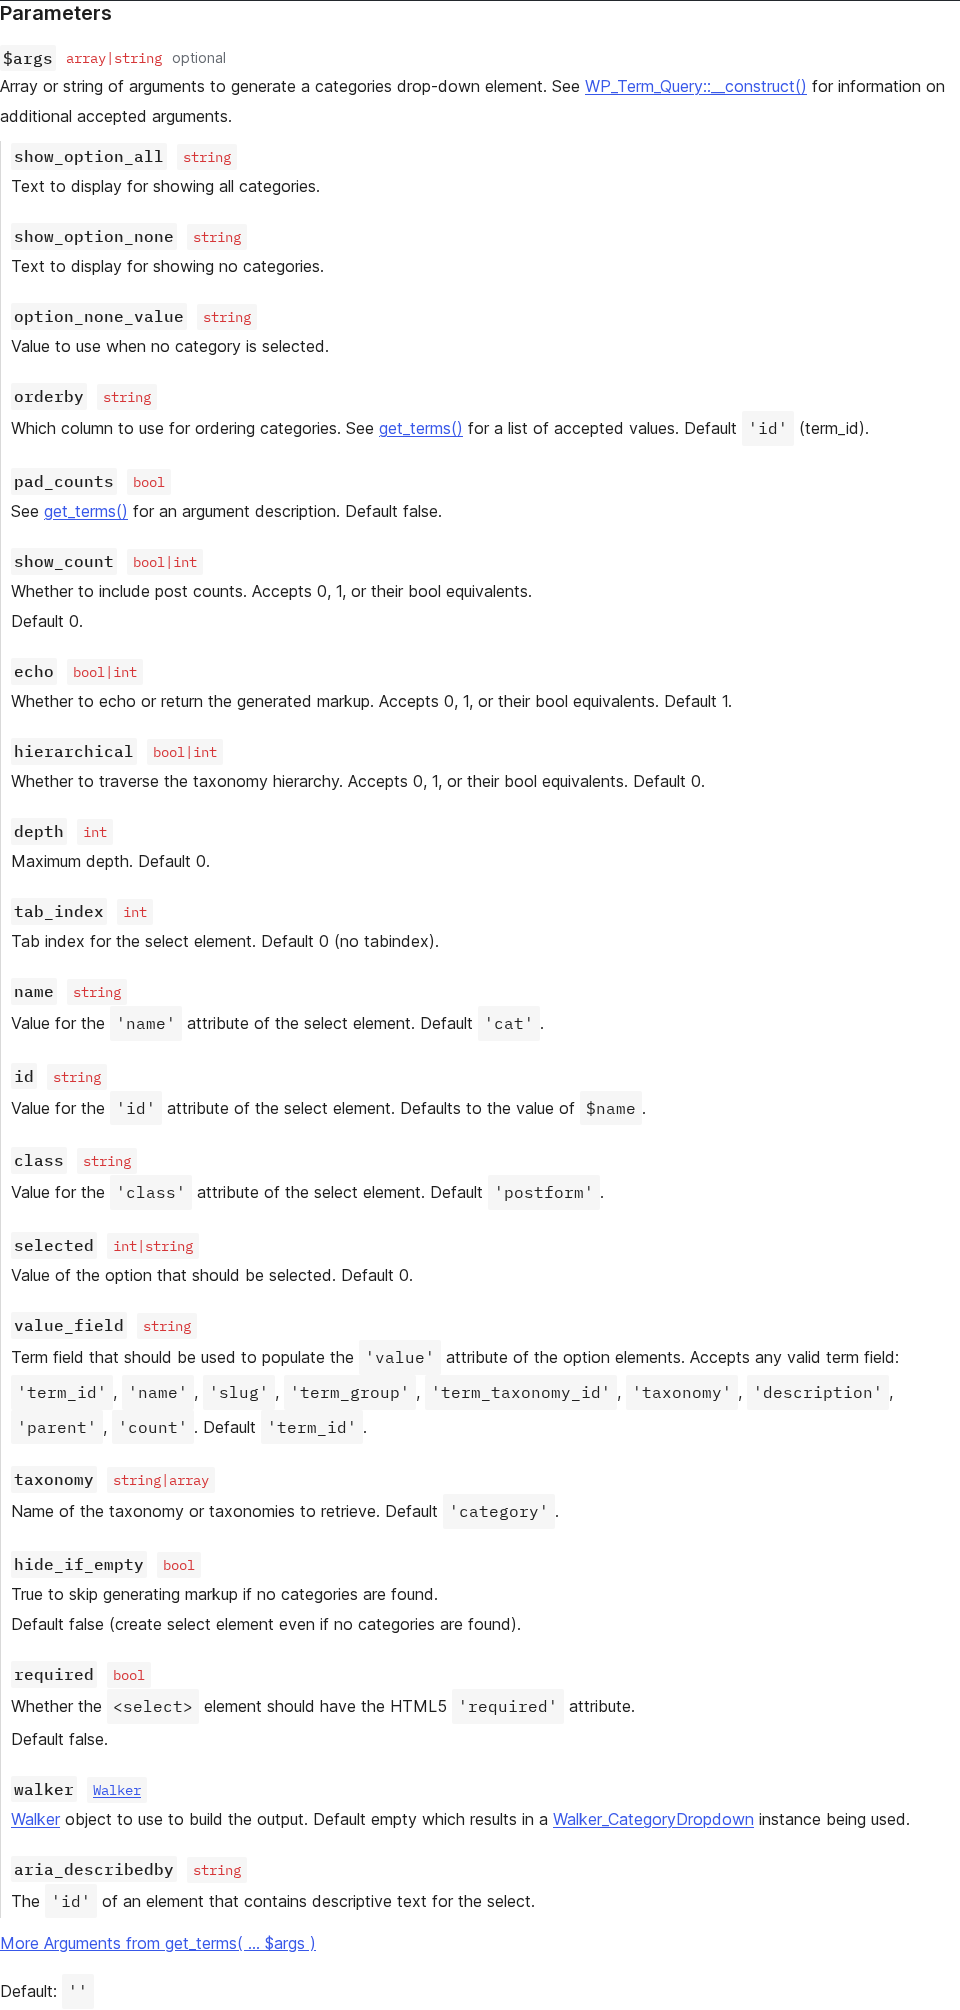 Parameters
$args array|string optional
Array or string of arguments to generate a categories drop-down element. See WP_Term_Query::__construct() for information on
additional accepted arguments.
show_option_all string
Text to display for showing all categories.
show_option_none string
Text to display for showing no categories.
option_none_value string
Value to use when no category is selected.
orderby string
Which column to use for ordering categories. See get_terms() for a list of accepted values. Default 'id' (term_id).
pad_counts bool
See get_terms() for an argument description. Default false.
show_count bool|int
Whether to include post counts. Accepts 0, 1, or their bool equivalents.
Default 0.
echo bool|int
Whether to echo or return the generated markup. Accepts 0, 1, or their bool equivalents. Default 1.
hierarchical bool|int
Whether to traverse the taxonomy hierarchy. Accepts 0, 1, or their bool equivalents. Default 0.
depth int
Maximum depth. Default 0.
tab_index int
Tab index for the select element. Default 0 (no tabindex).
name string
Value for the 'name' attribute of the select element. Default 'cat'.
id string
Value for the 'id' attribute of the select element. Defaults to the value of $name.
class string
Value for the 'class' attribute of the select element. Default 'postform'.
selected int|string
Value of the option that should be selected. Default 0.
value_field string
Term field that should be used to populate the 'value' attribute of the option elements. Accepts any valid term field:
'term_id', 'name', 'slug', 'term_group', 'term_taxonomy_id', 'taxonomy', 'description',
'parent', 'count'. Default 'term_id'.
taxonomy string|array
Name of the taxonomy or taxonomies to retrieve. Default 'category'.
hide_if_empty bool
True to skip generating markup if no categories are found.
Default false (create select element even if no categories are found).
required bool
Whether the <select> element should have the HTML5 'required' attribute.
Default false.
walker Walker
Walker object to use to build the output. Default empty which results in a Walker_CategoryDropdown instance being used.
aria_describedby string
The 'id' of an element that contains descriptive text for the select.
More Arguments from get_terms( ... $args )
Default: ''